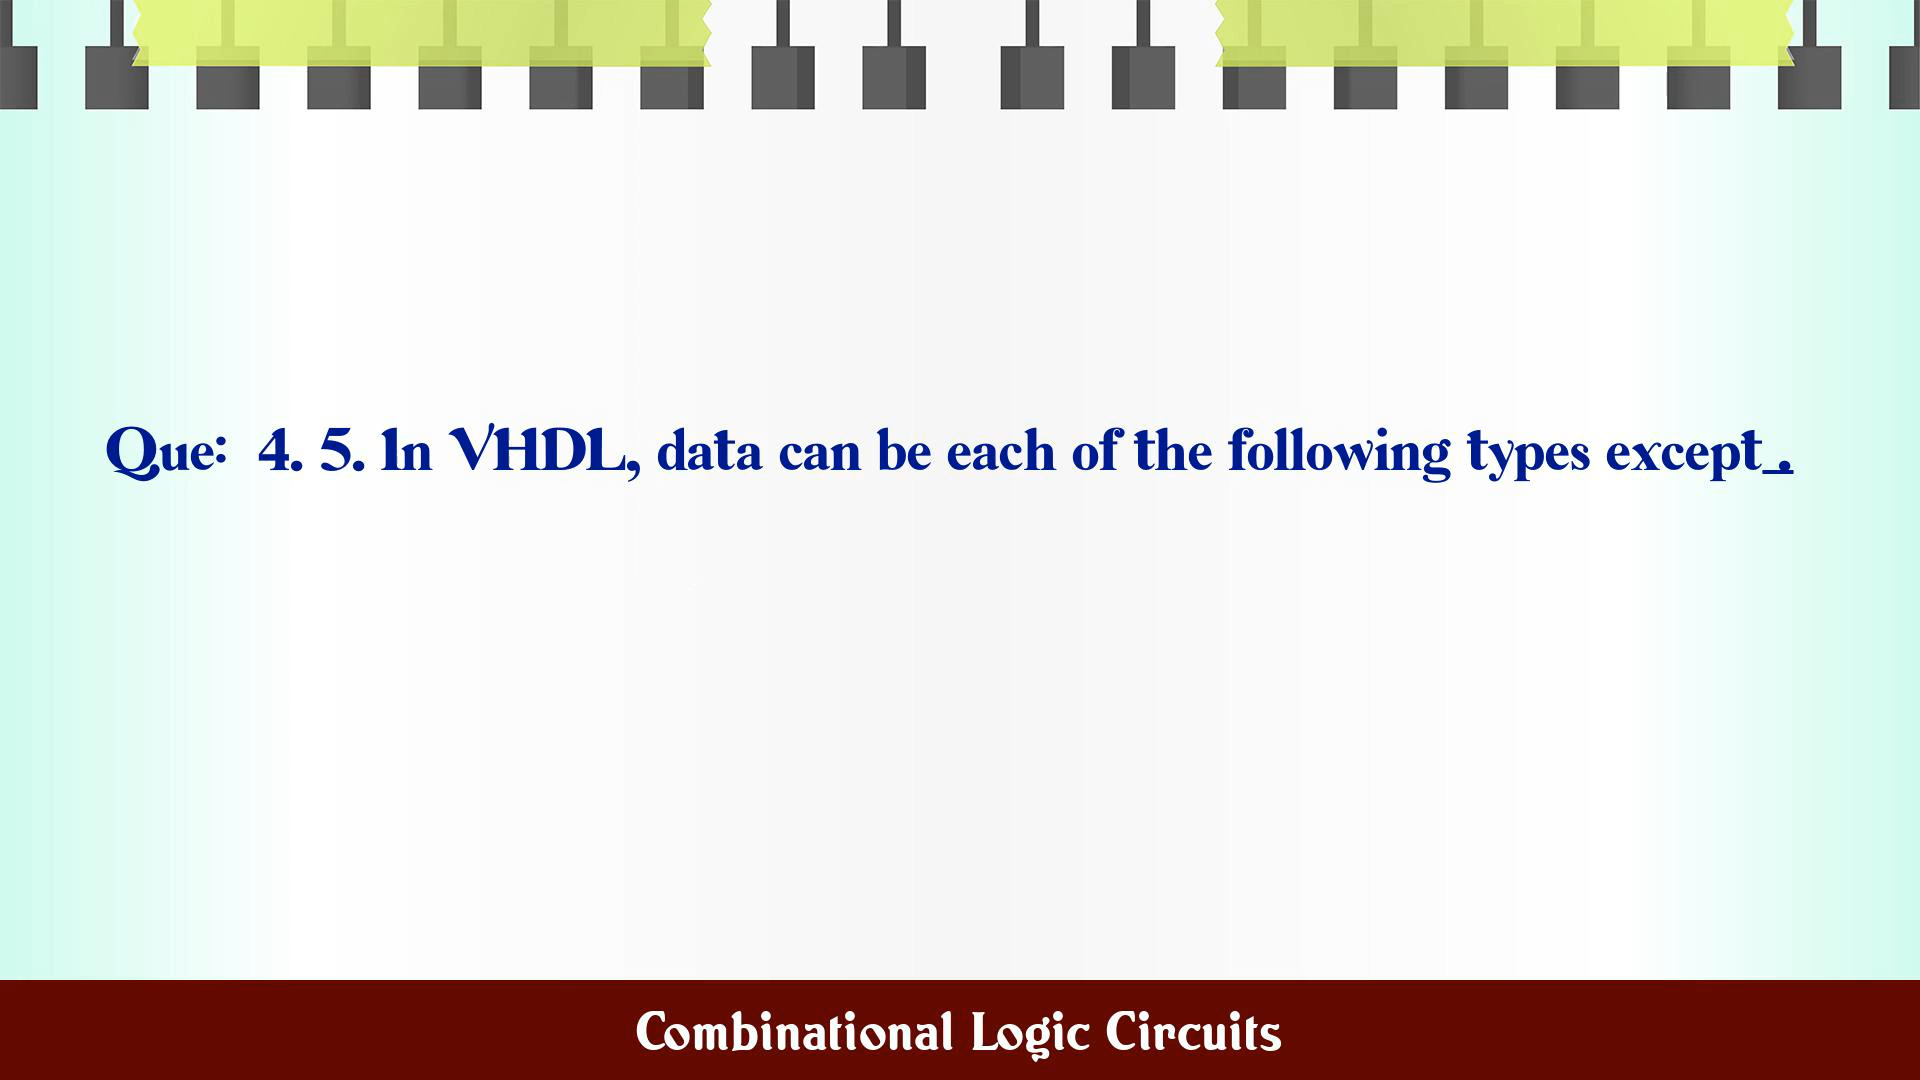 Que: 4. 5. In VHDL, data can be each of the following types except_.
Combinational Logic Circuits